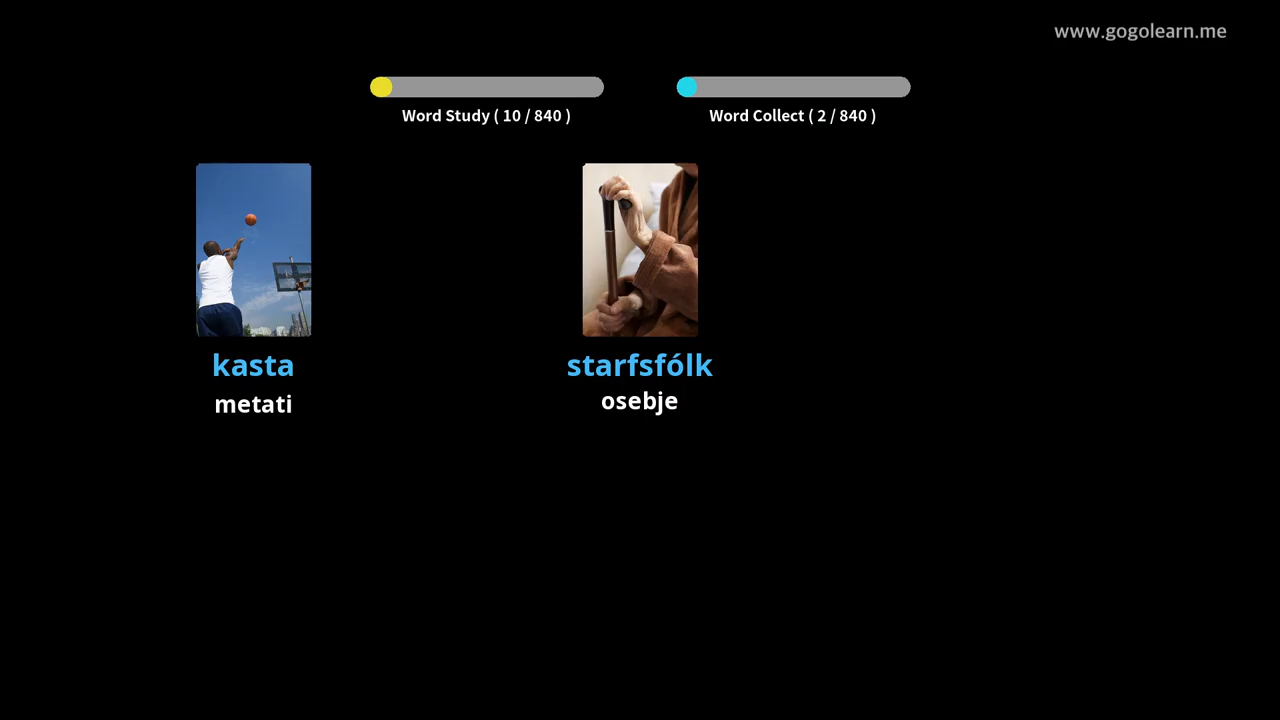 www.gogolearn.me
Word Study ( 10 / 840 )
Word Collect ( 2 / 840 )
kasta
metati
starfsfólk
osebje